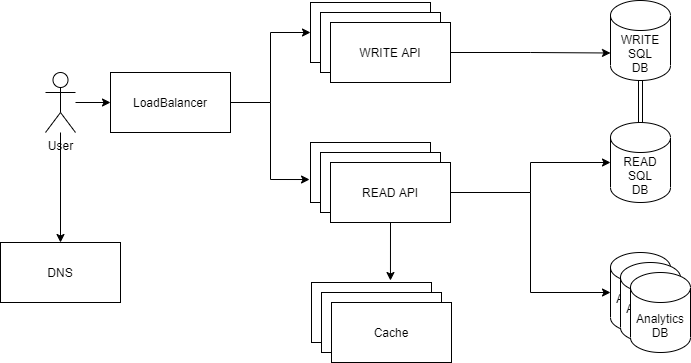 WRITE API
WRITE
SQL
DB
LoadBalancer
User
READ API
READ
SQL
DB
DNS
A
A
Analytics
DB
Cache